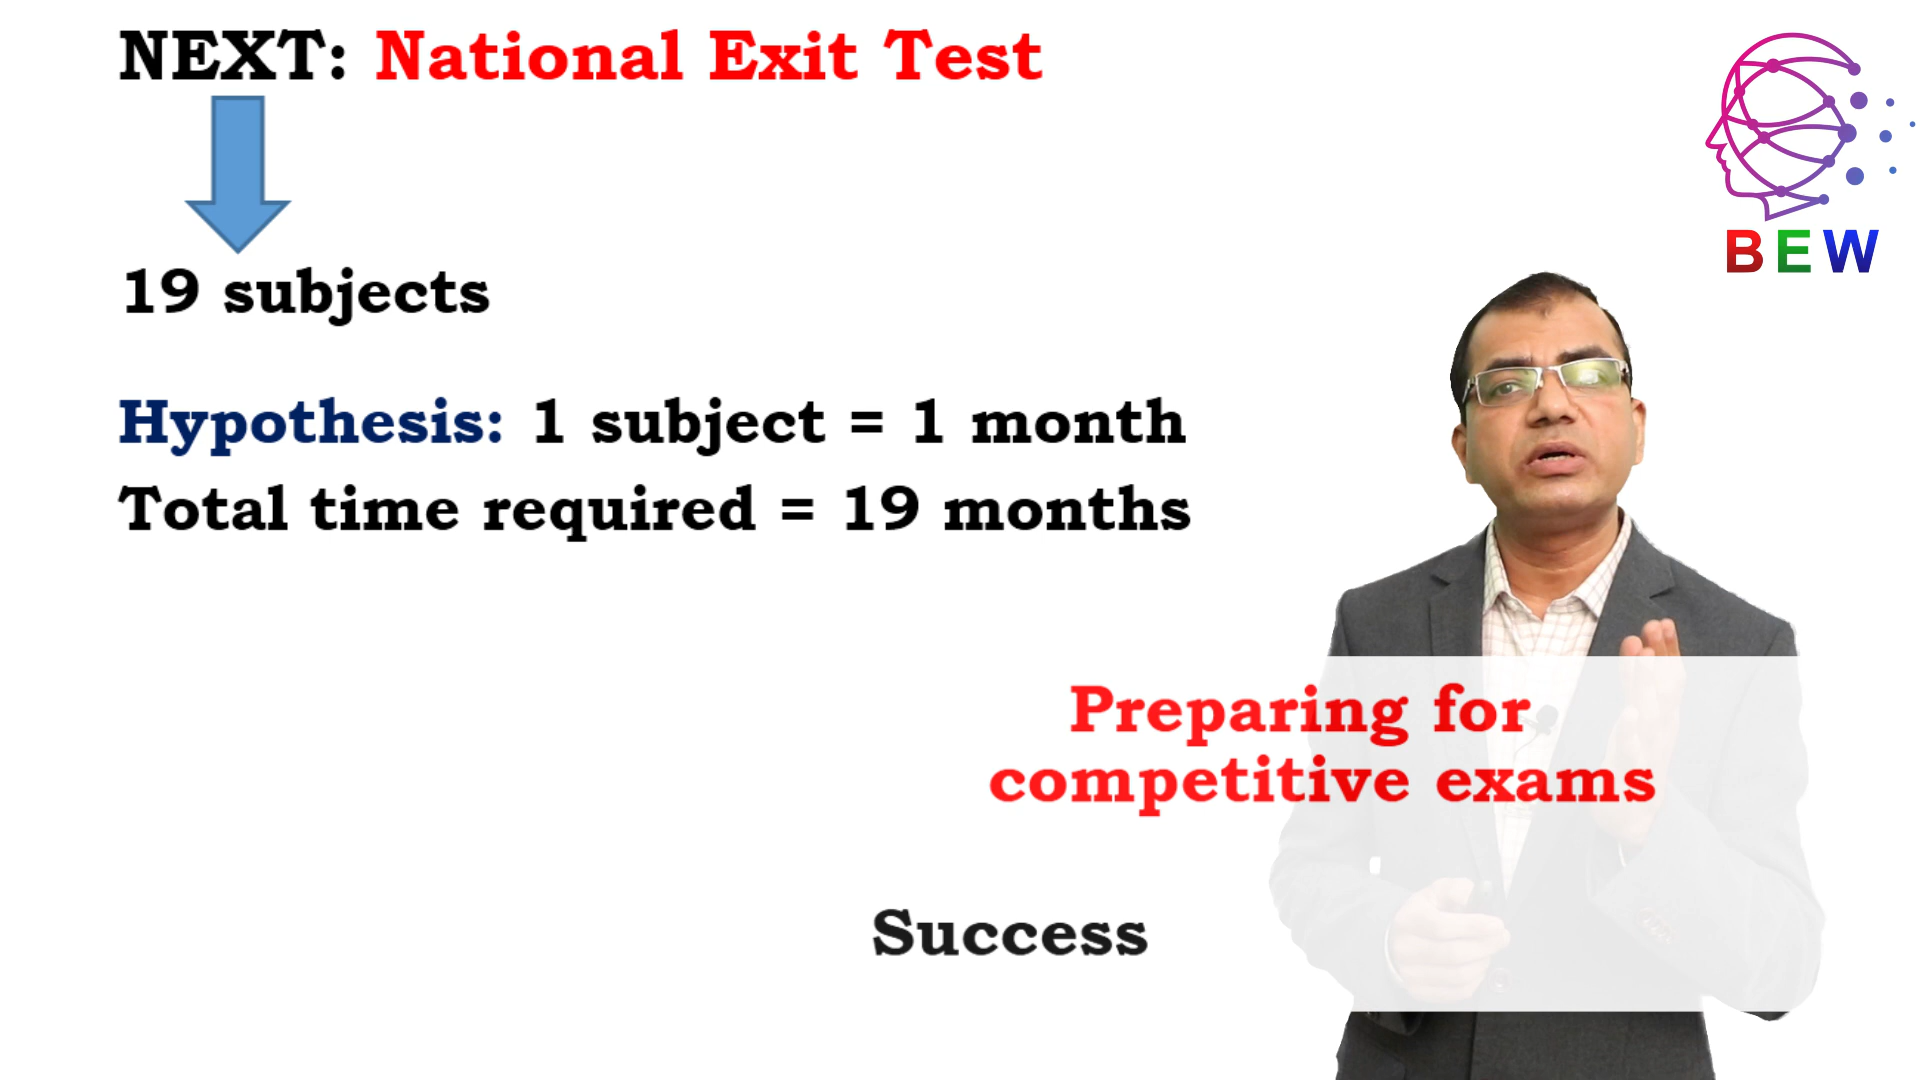 NEXT: National Exit Test
BEW
19 subjects
Hypothesis: 1 subject = 1 month
Total time required = 19 months
Preparing for
competitive exams
Success